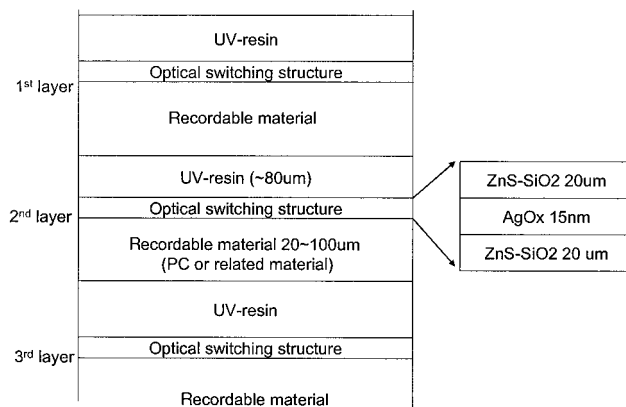 UV-resin
Optical switching structure
1st layer
Recordable material
UV-resin (~80um)
ZnS-SiO2 20um
Optical switching structure
2nd layer
AgOx 15nm
Recordable material 20~100um
(PC or related material)
ZnS-SiO2 20 um
UV-resin
Optical switching structure
3rd layer
Recordable material